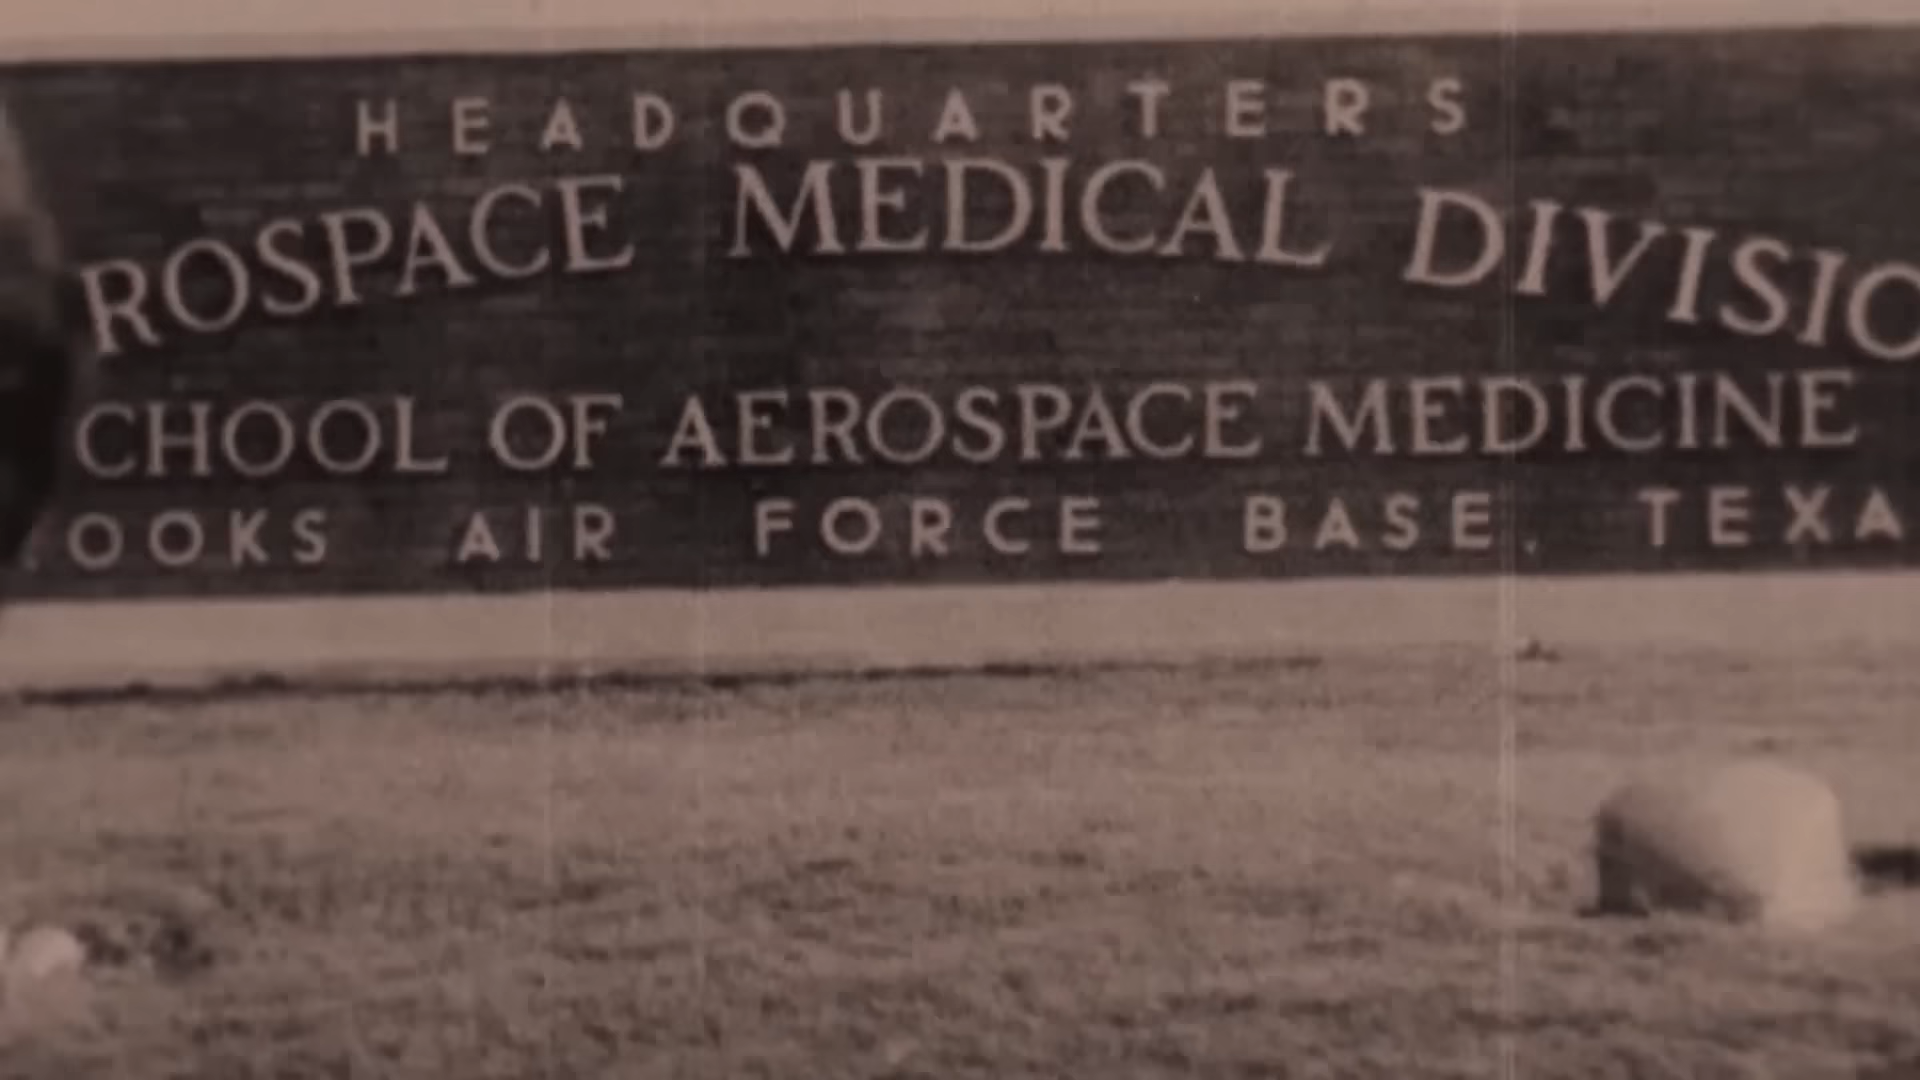 HEADQUARTERS
ROSPACE MEDICAL DIVISIO
CHOOL OF AEROSPACE MEDICINE
OOKS AIR FORCE BASE, TEXA